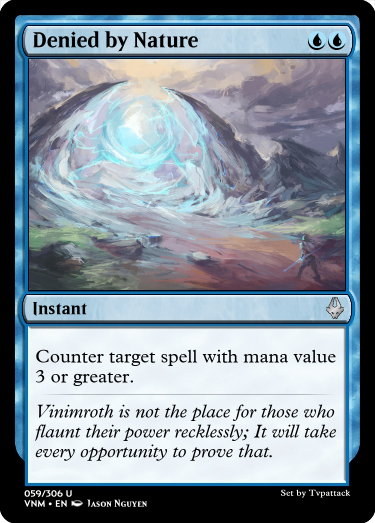 Denied by Nature
Instant
Counter target spell with mana value
3 or greater.
Vinimroth is not the place for those who
flaunt their power recklessly; It will take
every opportunity to prove that.
059/306 U
VNM • EN Jason Nguyen
Set by Tvpattack